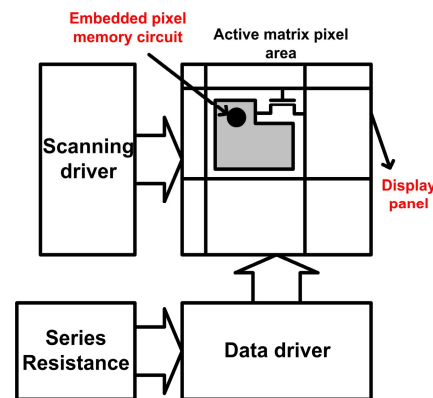 Embedded pixel
memory circuit
Active matrix pixel
area
Scanning
driver
Display
panel
Series
Resistance
Data driver